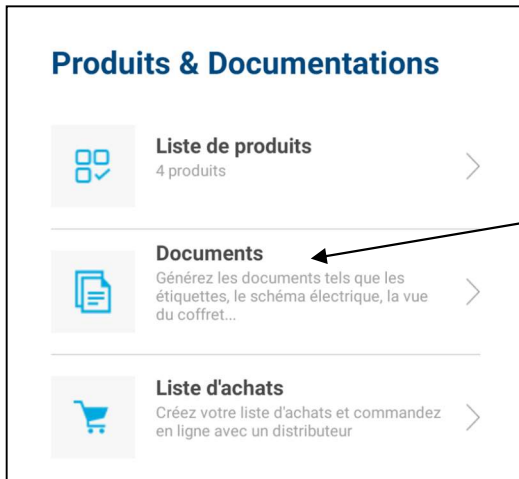 Produits & Documentations
Liste de produits
4 produits
Documents
Générez les documents tels que les
étiquettes, le schéma électrique, la vue
du coffret...
Liste d'achats
Créez votre liste d'achats et commandez
en ligne avec un distributeur